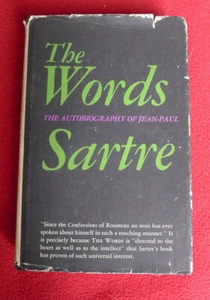 The
Words
THE AUTOBIOGRAPHY OF JEAN-PAUL
Sartre
"Since the Confessions of Rousseau no man has ever
spoken about himself in such a touching manner." It
is precisely because THE WORDS is "directed to the
heart as well as to the intellect" that Sartre's book
has proven of such universal interest.